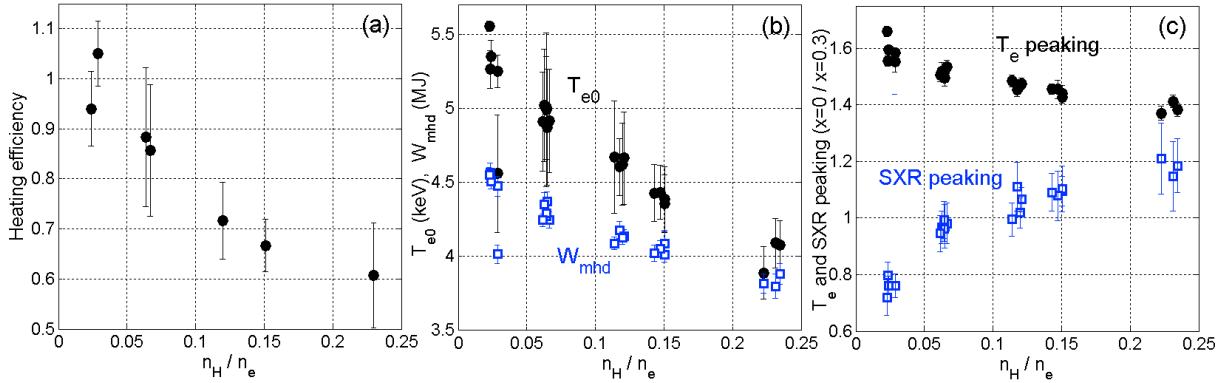 (a)
Heating efficiency
1.1
1
0.9
0.8
0.7
0.6
0.5
0
0.05
0.1
0.15
0.2
0.25
n_H / n_e
(b)
T_e0 (keV), W_mhd (MJ)
5.5
5
4.5
4
3.5
T_e0
W_mhd
0
0.05
0.1
0.15
0.2
0.25
n_H / n_e
(c)
T_e and SXR peaking (x=0 / x=0.3)
1.6
1.4
1.2
1
0.8
0.6
T_e peaking
SXR peaking
0
0.05
0.10
0.15
0.20
0.25
n_H / n_e